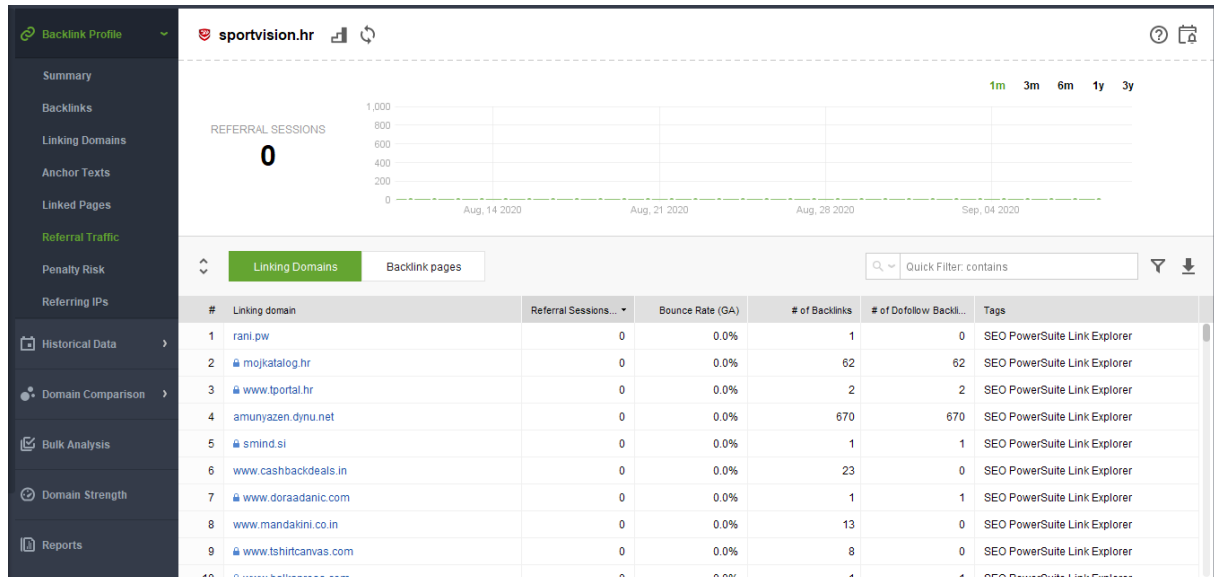 Backlink Profile
sportvision.hr
Summary
Backlinks
Linking Domains
Anchor Texts
Linked Pages
Referral Traffic
Penalty Risk
Referring IPs
Historical Data
Domain Comparison
Bulk Analysis
Domain Strength
Reports
1m 3m 6m 1y 3y
REFERRAL SESSIONS
0
1,000
800
600
400
200
0
Aug, 14 2020 Aug, 21 2020 Aug, 28 2020 Sep, 04 2020
Linking Domains Backlink pages Quick Filter: contains
# Linking domain Referral Sessions... Bounce Rate (GA) # of Backlinks # of Dofollow Backli... Tags
1 rani.pw 0 0.0% 1 0 SEO PowerSuite Link Explorer
2 mojkatalog.hr 0 0.0% 62 62 SEO PowerSuite Link Explorer
3 www.tportal.hr 0 0.0% 2 2 SEO PowerSuite Link Explorer
4 amunyazen.dynu.net 0 0.0% 670 670 SEO PowerSuite Link Explorer
5 smind.si 0 0.0% 1 1 SEO PowerSuite Link Explorer
6 www.cashbackdeals.in 0 0.0% 23 0 SEO PowerSuite Link Explorer
7 www.doraadanic.com 0 0.0% 1 1 SEO PowerSuite Link Explorer
8 www.mandakini.co.in 0 0.0% 13 0 SEO PowerSuite Link Explorer
9 www.tshirtcanvas.com 0 0.0% 8 0 SEO PowerSuite Link Explorer